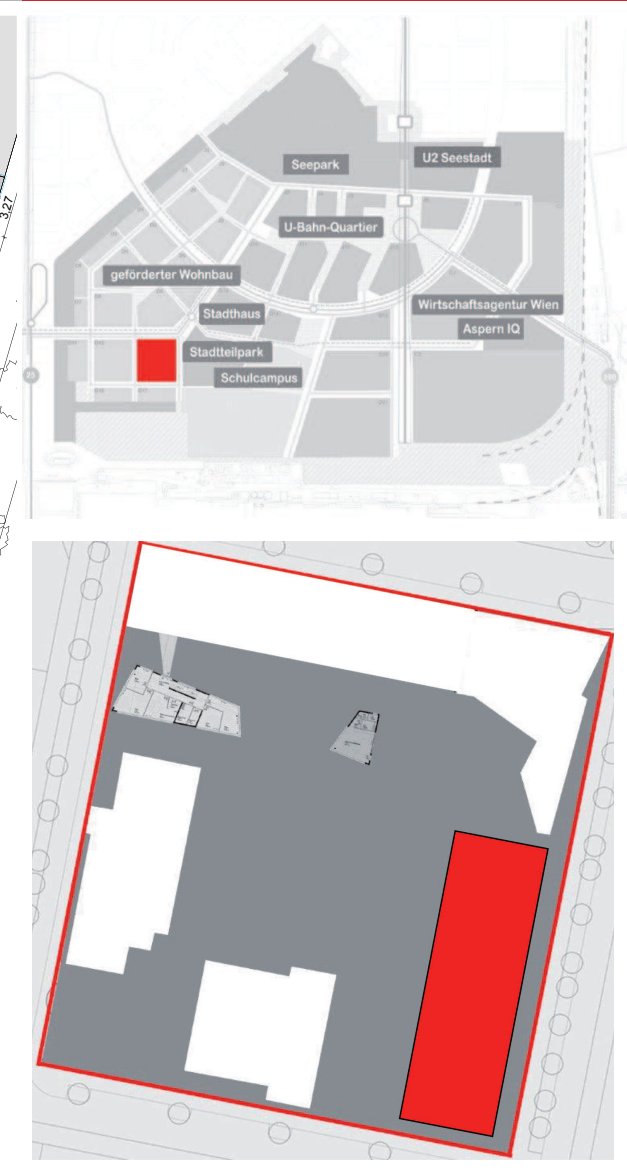 3,27
Seepark
U2 Seestadt
U-Bahn-Quartier
geförderter Wohnbau
Stadthaus
Wirtschaftsagentur Wien
Aspern IQ
Stadtteilpark
Schulcampus